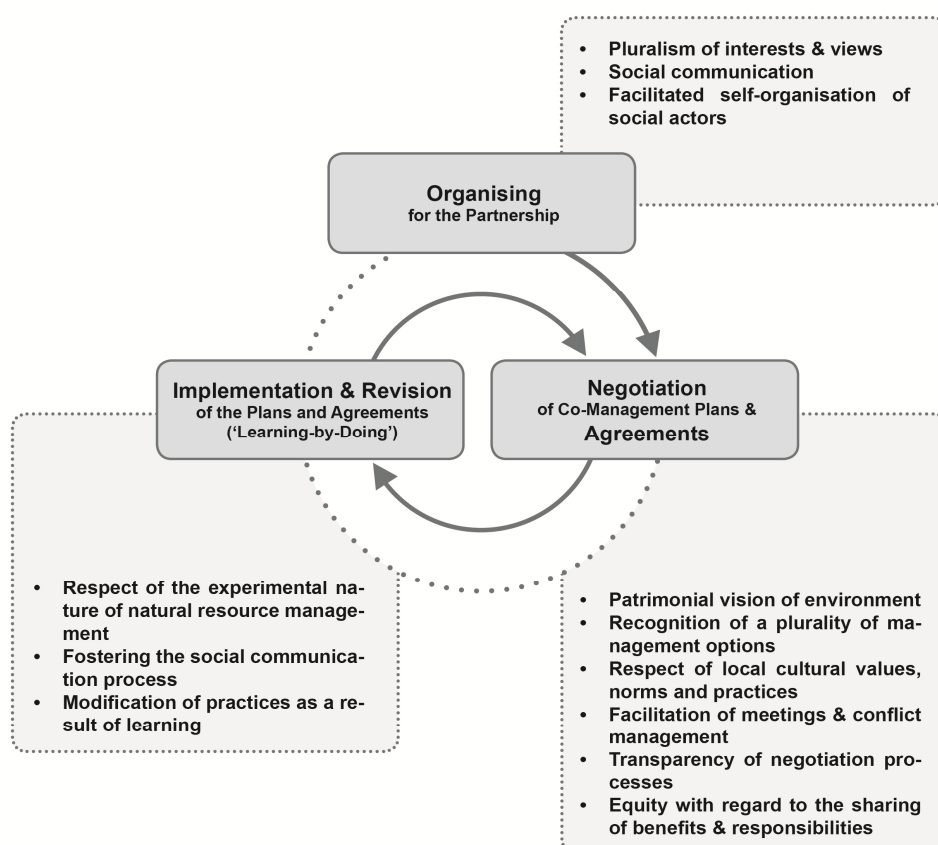 • Pluralism of interests & views
• Social communication
• Facilitated self-organisation of
social actors
Organising
for the Partnership
Implementation & Revision
of the Plans and Agreements
(‘Learning-by-Doing’)
Negotiation
of Co-Management Plans &
Agreements
• Respect of the experimental na-
ture of natural resource manage-
ment
• Fostering the social communica-
tion process
• Modification of practices as a re-
sult of learning
• Patrimonial vision of environment
• Recognition of a plurality of ma-
nagement options
• Respect of local cultural values,
norms and practices
• Facilitation of meetings & conflict
management
• Transparency of negotiation pro-
cesses
• Equity with regard to the sharing
of benefits & responsibilities